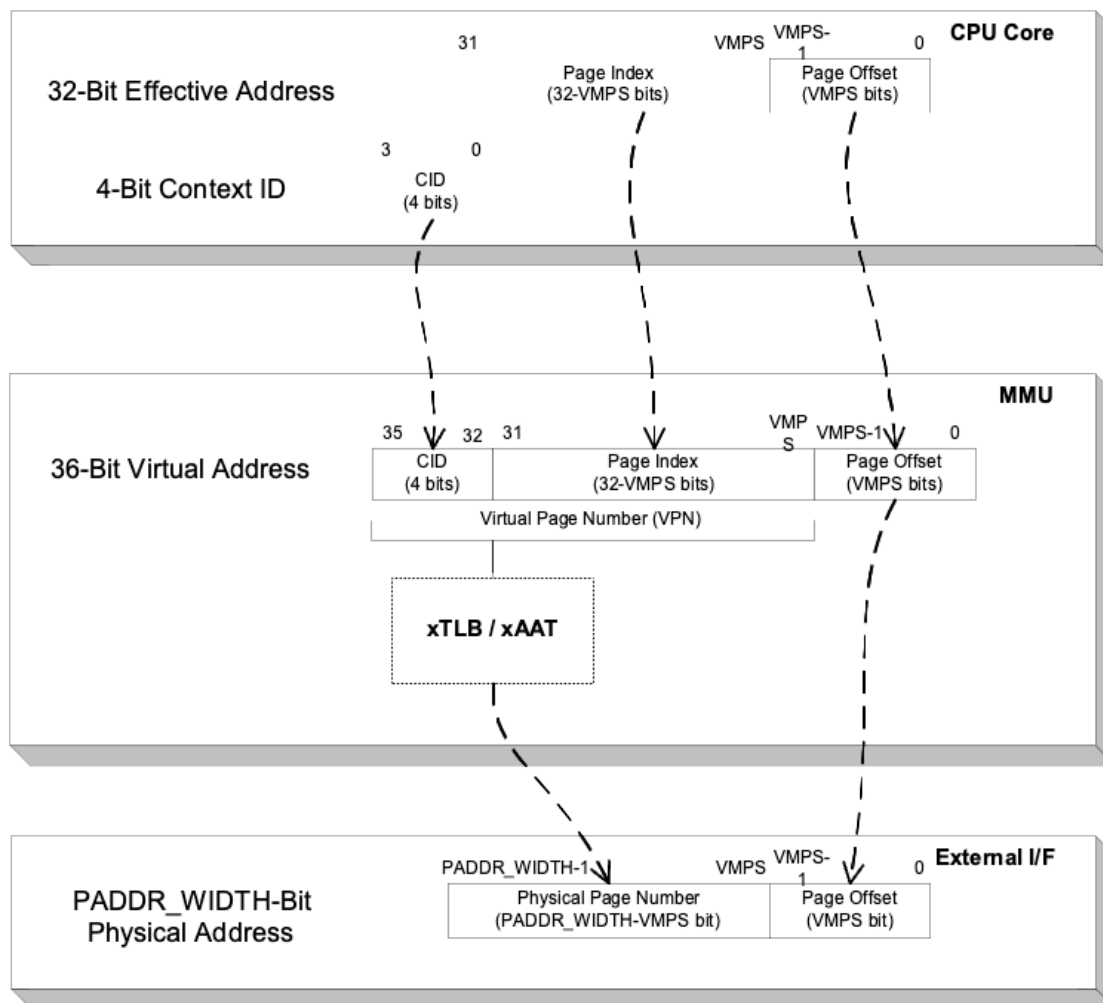 CPU Core
31
VMPS
VMPS-
1
0
32-Bit Effective Address
Page Index
(32-VMPS bits)
Page Offset
(VMPS bits)
3
0
4-Bit Context ID
CID
(4 bits)
MMU
35
32
31
VMP
S
VMPS-1
0
36-Bit Virtual Address
CID
(4 bits)
Page Index
(32-VMPS bits)
Page Offset
(VMPS bits)
Virtual Page Number (VPN)
xTLB / xAAT
External I/F
PADDR_WIDTH-1
VMPS
VMPS-
1
0
PADDR_WIDTH-Bit
Physical Address
Physical Page Number
(PADDR_WIDTH-VMPS bit)
Page Offset
(VMPS bit)